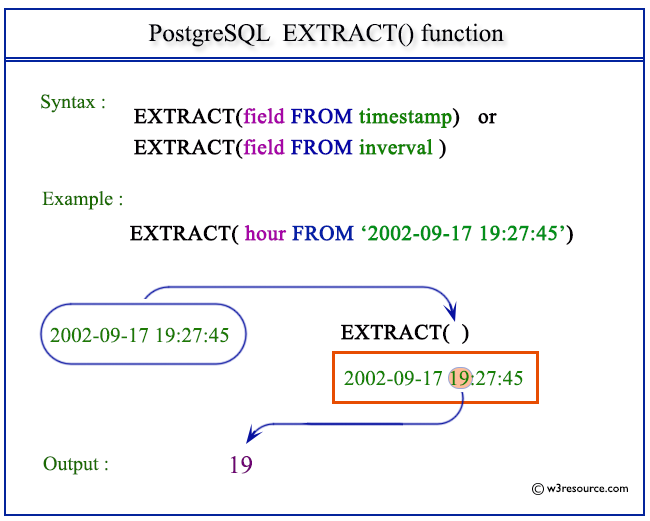 PostgreSQL EXTRACT() function
Syntax :
EXTRACT(field FROM timestamp) or
EXTRACT(field FROM inverval )
Example :
EXTRACT( hour FROM ‘2002-09-17 19:27:45’)
2002-09-17 19:27:45
EXTRACT( )
2002-09-17 19:27:45
Output :
19
© w3resource.com